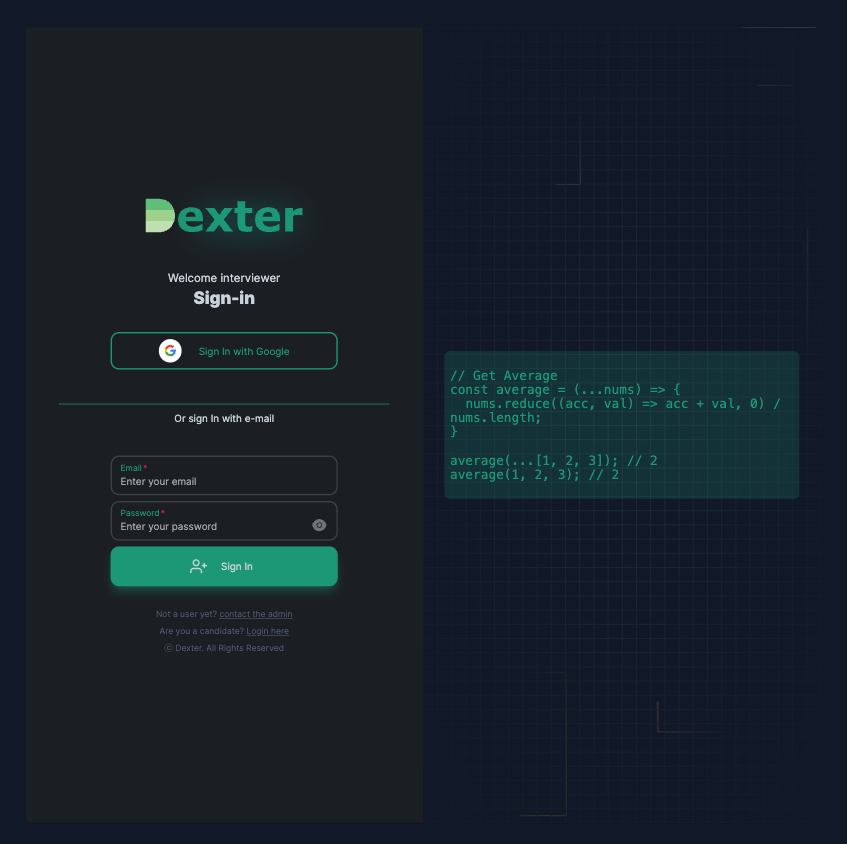 Dexter
Welcome interviewer
Sign-in
Sign In with Google
Or sign In with e-mail
Email *
Enter your email
Password *
Enter your password
Sign In
Not a user yet? contact the admin
Are you a candidate? Login here
© Dexter. All Rights Reserved
// Get Average
const average = (...nums) => {
  nums.reduce((acc, val) => acc + val, 0) /
nums.length;
}
average(...[1, 2, 3]); // 2
average(1, 2, 3); // 2